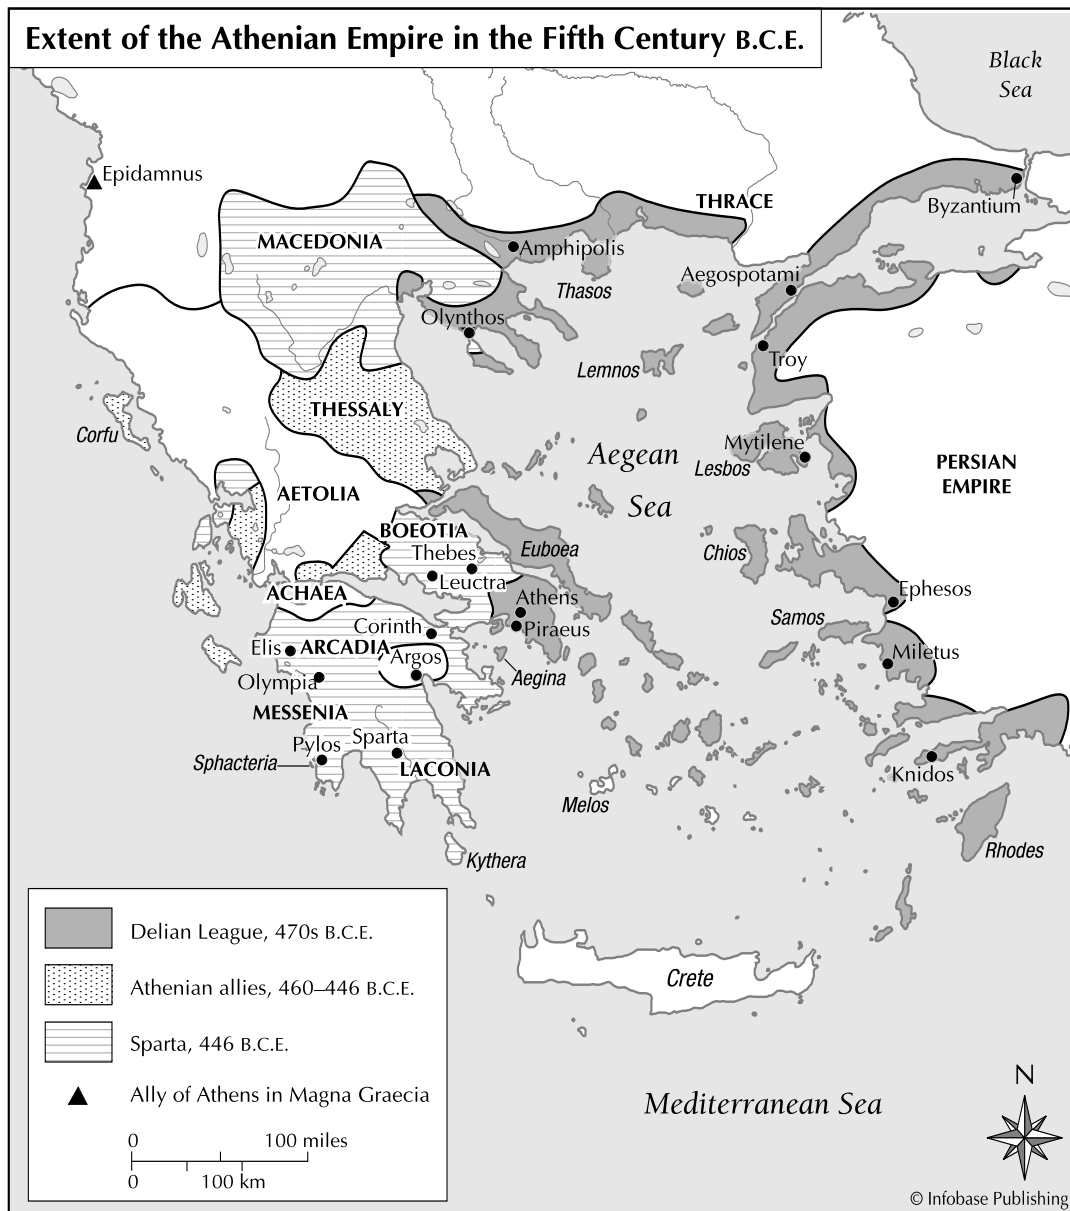 Extent of the Athenian Empire in the Fifth Century B.C.E.
Black
Sea
Epidamnus
THRACE
Byzantium
MACEDONIA
Amphipolis
Aegospotami
Thasos
Olynthos
Troy
Lemnos
THESSALY
Corfu
Aegean
Sea
Mytilene
Lesbos
PERSIAN
EMPIRE
AETOLIA
BOEOTIA
Thebes
Euboea
Chios
Leuctra
Ephesos
ACHAEA
Athens
Samos
Corinth
Piraeus
Elis
ARCADIA
Argos
Miletus
Olympia
Aegina
MESSENIA
Pylos
Sparta
Sphacteria
LACONIA
Knidos
Melos
Kythera
Rhodes
Crete
Mediterranean Sea
Delian League, 470s B.C.E.
Athenian allies, 460–446 B.C.E.
Sparta, 446 B.C.E.
Ally of Athens in Magna Graecia
0 100 miles
0 100 km
N
© Infobase Publishing